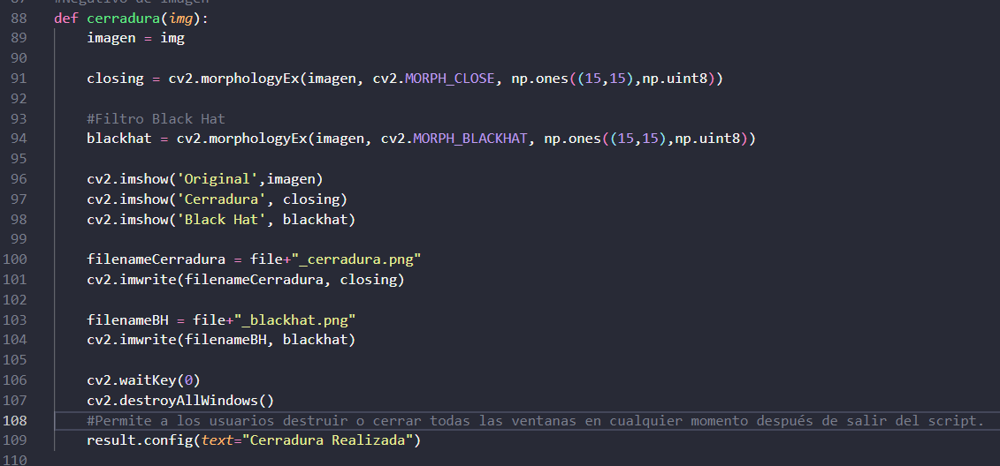 87 #Negativo de imagen
88 def cerradura(img):
89 imagen = img
90
91 closing = cv2.morphologyEx(imagen, cv2.MORPH_CLOSE, np.ones((15,15),np.uint8))
92
93 #Filtro Black Hat
94 blackhat = cv2.morphologyEx(imagen, cv2.MORPH_BLACKHAT, np.ones((15,15),np.uint8))
95
96 cv2.imshow('Original',imagen)
97 cv2.imshow('Cerradura', closing)
98 cv2.imshow('Black Hat', blackhat)
99
100 filenameCerradura = file+"_cerradura.png"
101 cv2.imwrite(filenameCerradura, closing)
102
103 filenameBH = file+"_blackhat.png"
104 cv2.imwrite(filenameBH, blackhat)
105
106 cv2.waitKey(0)
107 cv2.destroyAllWindows()
108 #Permite a los usuarios destruir o cerrar todas las ventanas en cualquier momento después de salir del script.
109 result.config(text="Cerradura Realizada")
110